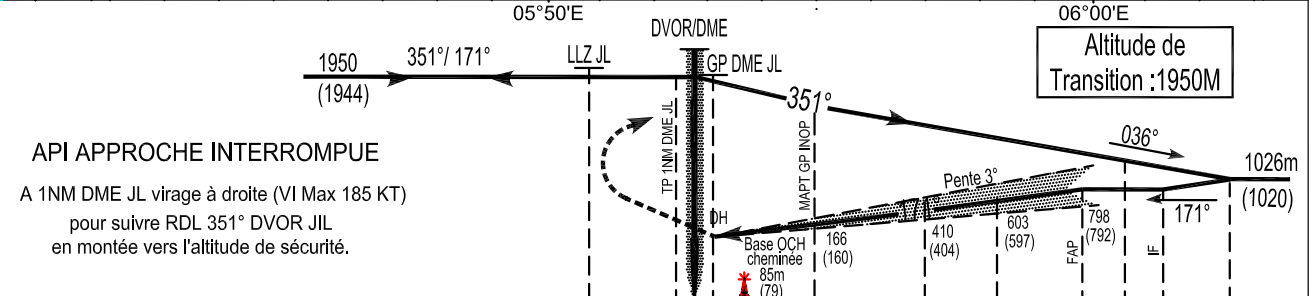 05°50'E
06°00'E
DVOR/DME
LLZ JL
GP DME JL
1950
(1944)
351°/ 171°
Altitude de
Transition :1950M
351°
036°
TP 1NM DME JL
MAPT GP INOP
API APPROCHE INTERROMPUE
A 1NM DME JL virage à droite (VI Max 185 KT)
pour suivre RDL 351° DVOR JIL
en montée vers l'altitude de sécurité.
1026m
(1020)
Pente 3°
171°
171°
DH
Base OCH
cheminée
85m
(79)
166
(160)
410
(404)
603
(597)
798
(792)
FAP
IF